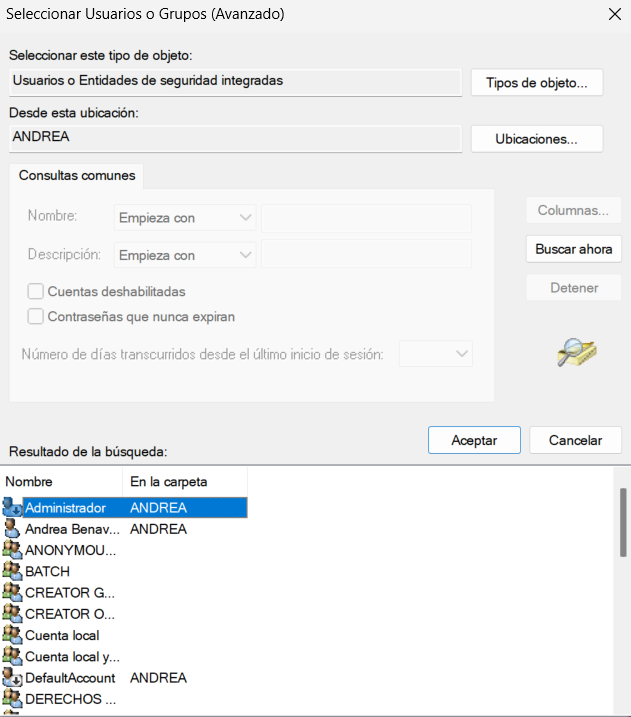 Seleccionar Usuarios o Grupos (Avanzado)
Seleccionar este tipo de objeto:
Usuarios o Entidades de seguridad integradas
Tipos de objeto...
Desde esta ubicación:
ANDREA
Ubicaciones...
Consultas comunes
Nombre:
Empieza con
Columnas...
Descripción:
Empieza con
Buscar ahora
Cuentas deshabilitadas
Detener
Contraseñas que nunca expiran
Número de días transcurridos desde el último inicio de sesión:
Aceptar
Cancelar
Resultado de la búsqueda:
Nombre En la carpeta
Administrador ANDREA
Andrea Benav... ANDREA
ANONYMOU...
BATCH
CREATOR G...
CREATOR O...
Cuenta local
Cuenta local y...
DefaultAccount ANDREA
DERECHOS ...